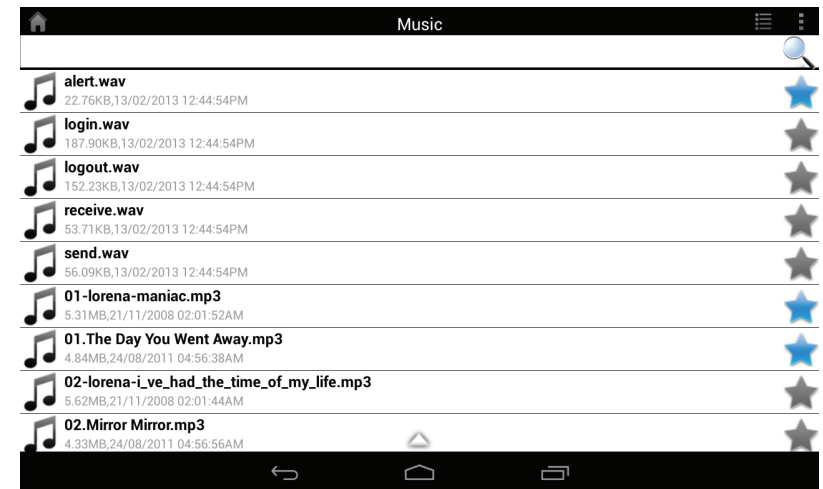 Music
alert.wav
22.76KB,13/02/2013 12:44:54PM
login.wav
187.90KB,13/02/2013 12:44:54PM
logout.wav
152.23KB,13/02/2013 12:44:54PM
receive.wav
53.71KB,13/02/2013 12:44:54PM
send.wav
56.09KB,13/02/2013 12:44:54PM
01-lorena-maniac.mp3
5.31MB,21/11/2008 02:01:52AM
01.The Day You Went Away.mp3
4.84MB,24/08/2011 04:56:38AM
02-lorena-i_ve_had_the_time_of_my_life.mp3
5.62MB,21/11/2008 02:01:44AM
02.Mirror Mirror.mp3
4.33MB,24/08/2011 04:56:56AM